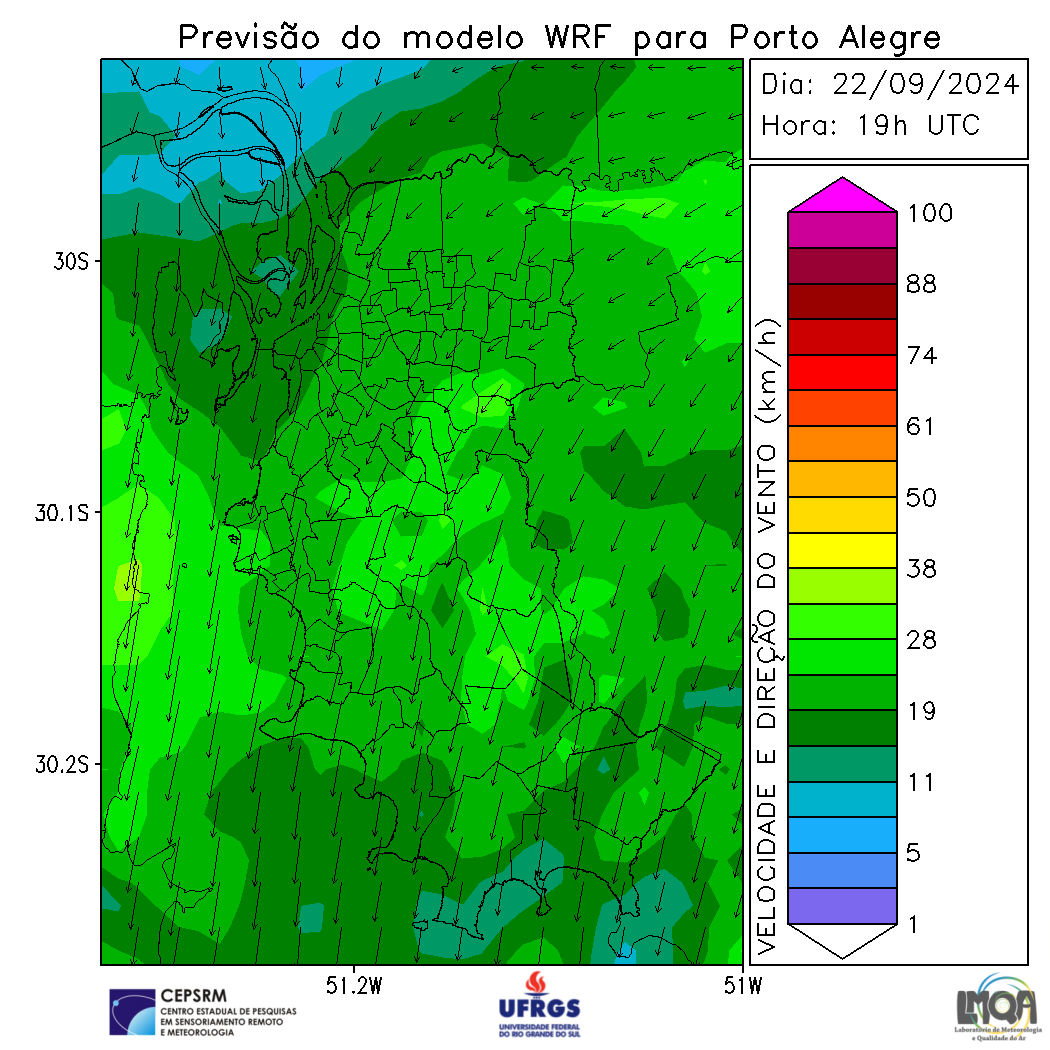 Previsão do modelo WRF para Porto Alegre
Dia: 22/09/2024
Hora: 19h UTC
30S
30.1S
30.2S
51.2W
51W
VELOCIDADE E DIREÇÃO DO VENTO (km/h)
100
88
74
61
50
38
28
19
11
5
1
CEPSRM
CENTRO ESTADUAL DE PESQUISAS
EM SENSORIAMENTO REMOTO
E METEOROLOGIA
UFRGS
UNIVERSIDADE FEDERAL
DO RIO GRANDE DO SUL
LMQA
Laboratório de Meteorologia
e Qualidade do Ar